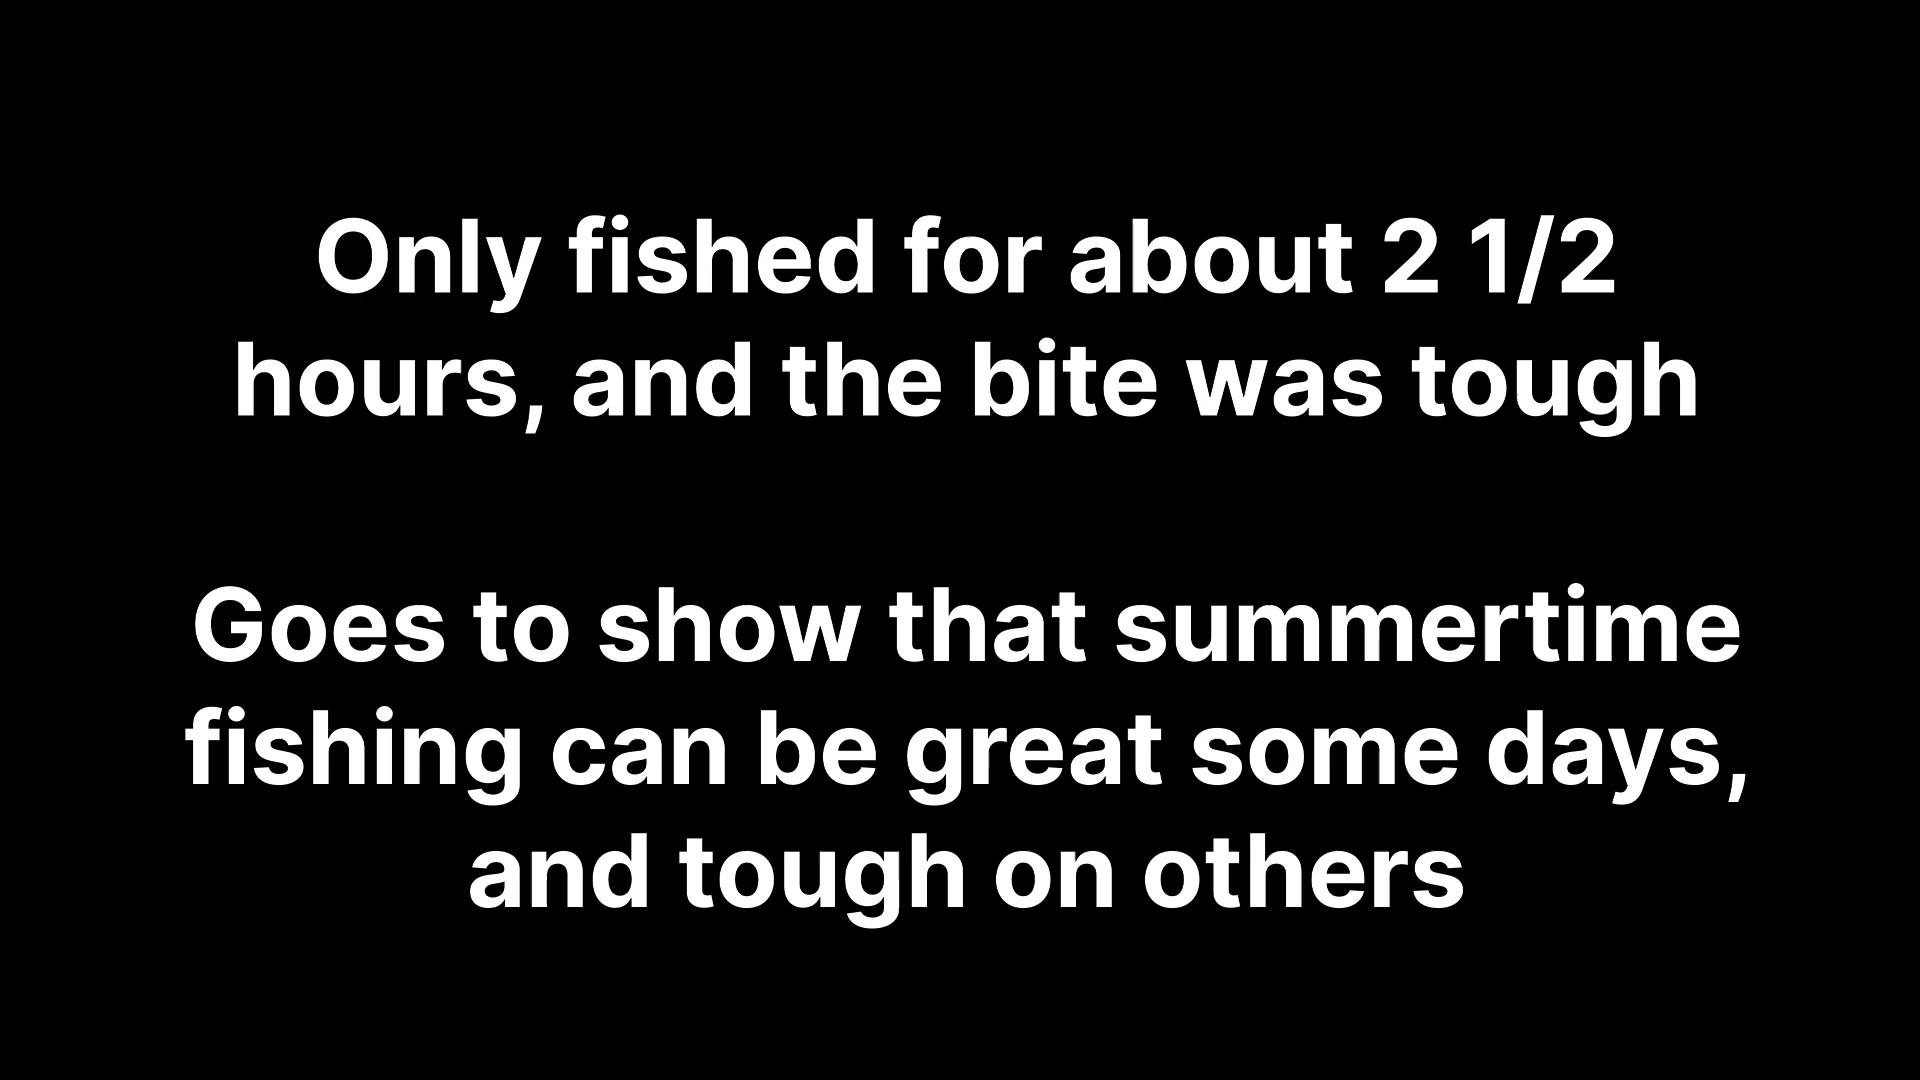 Only fished for about 2 1/2
hours, and the bite was tough
Goes to show that summertime
fishing can be great some days,
and tough on others